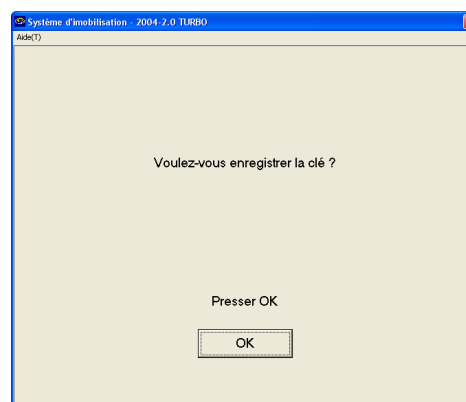 Système d'imobilisation - 2004-2.0 TURBO
Aide(T)
Voulez-vous enregistrer la clé ?
Presser OK
OK